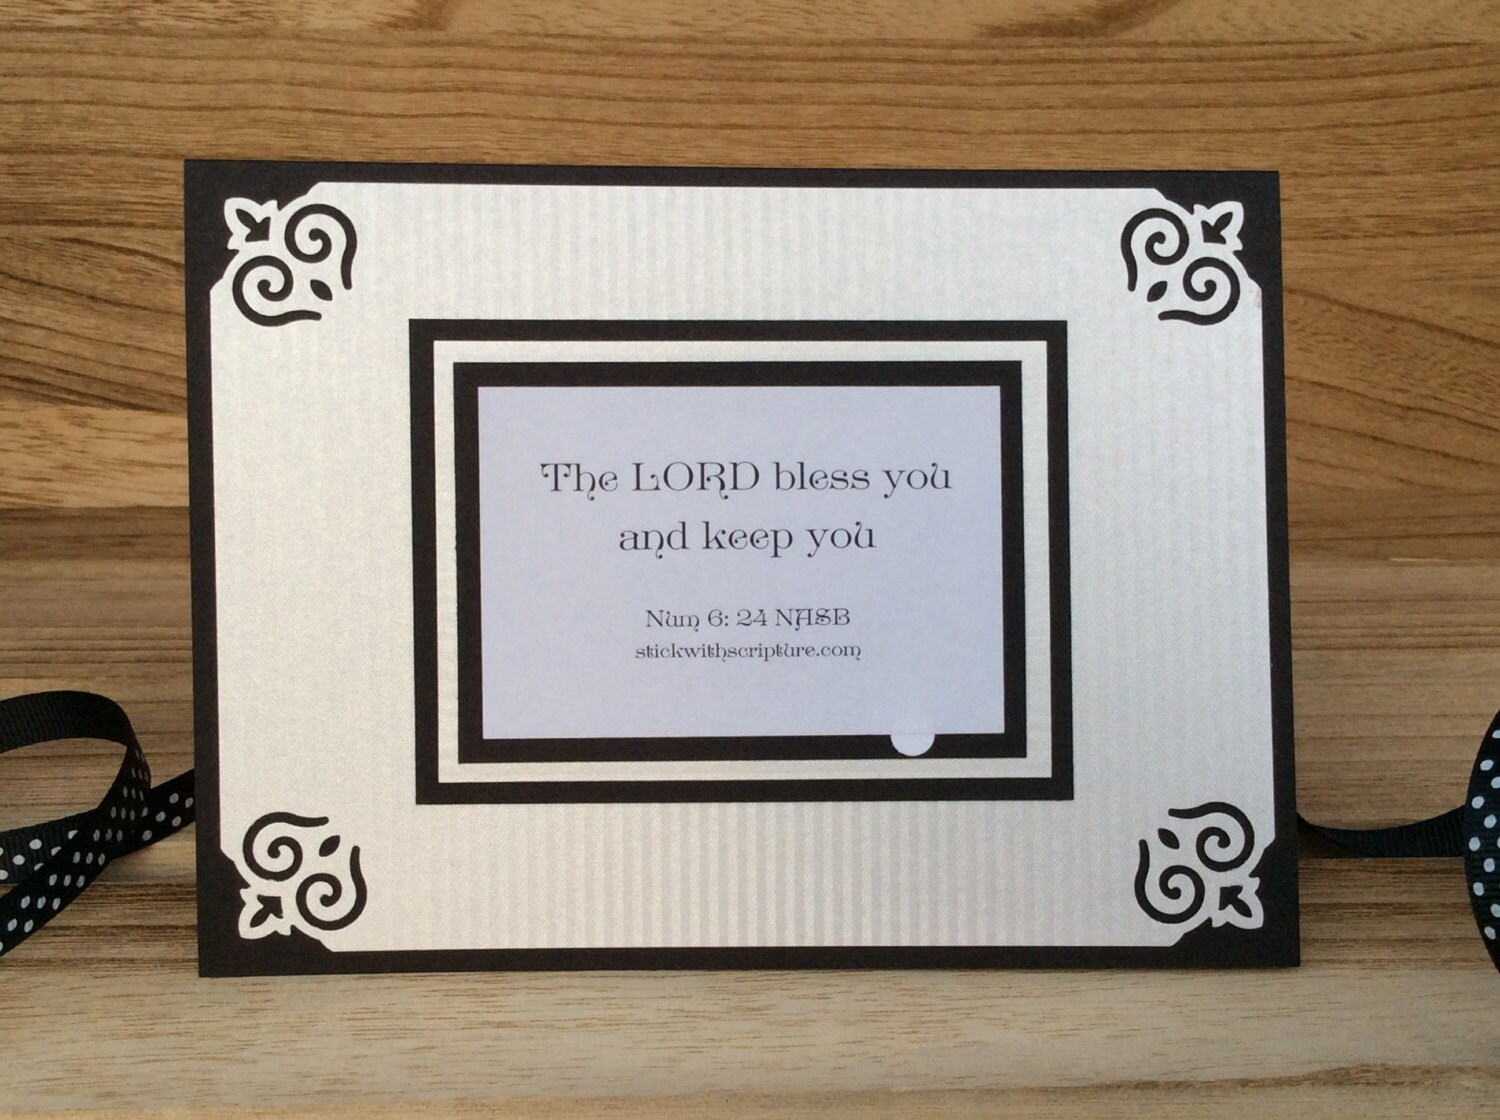 The LORD bless you
and keep you
Num 6: 24 NASB
stickwithscripture.com